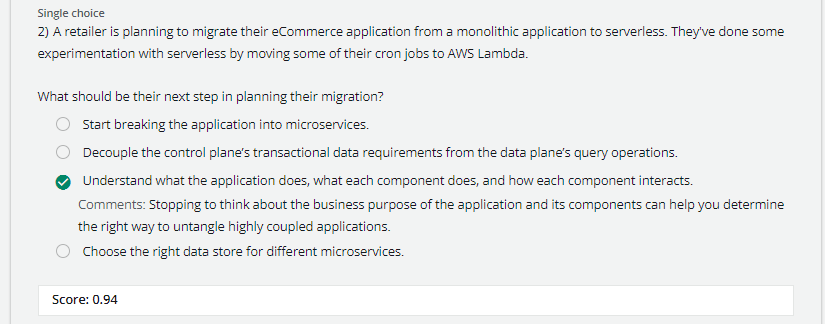 Single choice
2) A retailer is planning to migrate their eCommerce application from a monolithic application to serverless. They've done some
experimentation with serverless by moving some of their cron jobs to AWS Lambda.
What should be their next step in planning their migration?
Start breaking the application into microservices.
Decouple the control plane's transactional data requirements from the data plane's query operations.
Understand what the application does, what each component does, and how each component interacts.
Comments: Stopping to think about the business purpose of the application and its components can help you determine
the right way to untangle highly coupled applications.
Choose the right data store for different microservices.
Score: 0.94